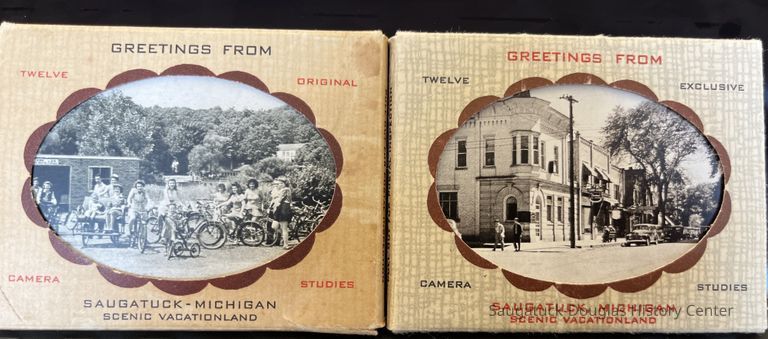 GREETINGS FROM
TWELVE ORIGINAL
CAMERA STUDIES
SAUGATUCK-MICHIGAN
SCENIC VACATIONLAND
GREETINGS FROM
TWELVE EXCLUSIVE
CAMERA STUDIES
SAUGATUCK, MICHIGAN
SCENIC VACATIONLAND
Saugatuck-Douglas History Center